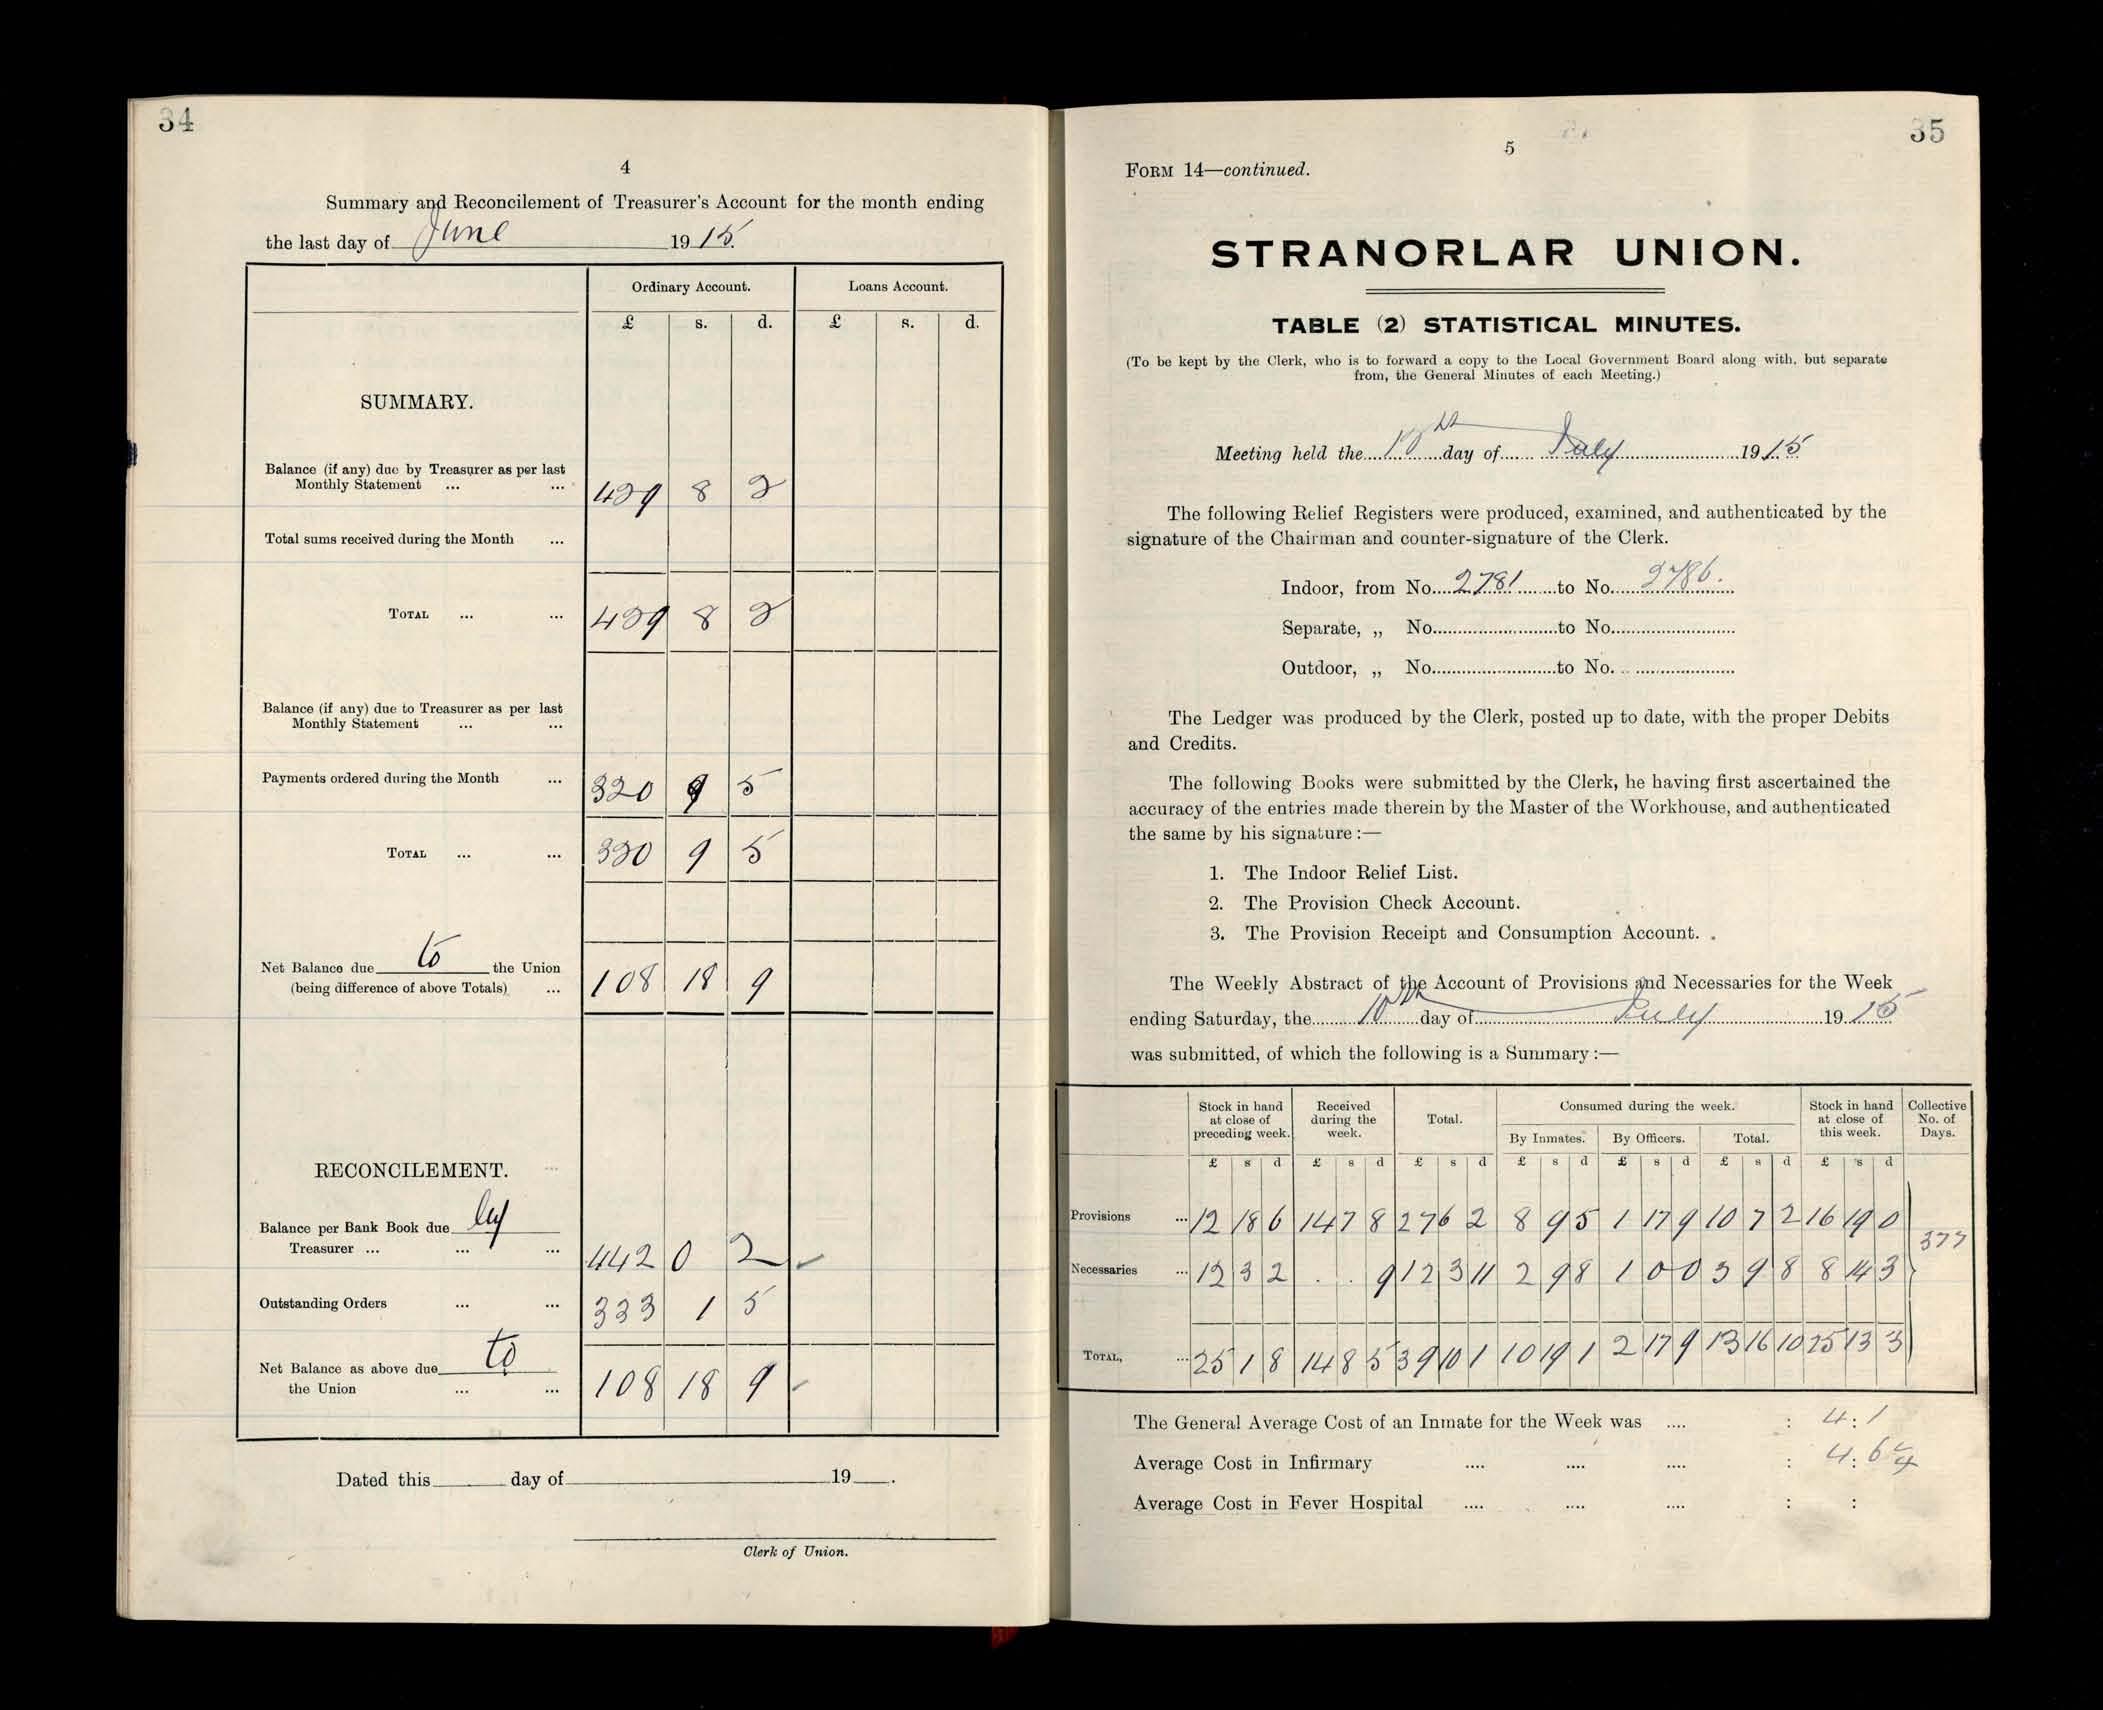 34
4
Summary and Reconcilement of Treasurer's Account for the month ending
the last day of June 1915.
Ordinary Account. Loans Account.
£ s. d. £ s. d.
SUMMARY.
Balance (if any) due by Treasurer as per last
Monthly Statement ... ... 429 8 2
Total sums received during the Month ...
TOTAL ... ... 429 8 2
Balance (if any) due to Treasurer as per last
Monthly Statement ... ...
Payments ordered during the Month ... 320 9 5
TOTAL ... ... 320 9 5
Net Balance due to the Union
(being difference of above Totals) ... 108 18 9
RECONCILEMENT.
Balance per Bank Book due by
Treasurer ... ... ... 442 0 2
Outstanding Orders ... ... 333 1 5
Net Balance as above due to
the Union ... ... 108 18 9
Dated this day of 19 .
Clerk of Union.
35
5
FORM 14—continued.
STRANORLAR UNION.
TABLE (2) STATISTICAL MINUTES.
(To be kept by the Clerk, who is to forward a copy to the Local Government Board along with, but separate
from, the General Minutes of each Meeting.)
Meeting held the day of July 1915
The following Relief Registers were produced, examined, and authenticated by the
signature of the Chairman and counter-signature of the Clerk.
Indoor, from No. 2781 to No. 2786.
Separate, „ No. to No.
Outdoor, „ No. to No.
The Ledger was produced by the Clerk, posted up to date, with the proper Debits
and Credits.
The following Books were submitted by the Clerk, he having first ascertained the
accuracy of the entries made therein by the Master of the Workhouse, and authenticated
the same by his signature :—
1. The Indoor Relief List.
2. The Provision Check Account.
3. The Provision Receipt and Consumption Account.
The Weekly Abstract of the Account of Provisions and Necessaries for the Week
ending Saturday, the 10th day of July 1915
was submitted, of which the following is a Summary :—
Stock in hand at close of preceding week. Received during the week. Total. Consumed during the week. Stock in hand at close of this week. Collective No. of Days.
By Inmates. By Officers. Total.
£ s d £ s d £ s d £ s d £ s d £ s d £ s d
Provisions ... 12 18 6 14 7 8 27 6 2 8 9 5 1 17 9 10 7 2 16 19 0
377
Necessaries ... 12 3 2 . . 9 12 3 11 2 9 8 1 0 0 3 9 8 8 14 3
TOTAL, ... 25 1 8 14 8 5 39 10 1 10 19 1 2 17 9 13 16 10 25 13 3
The General Average Cost of an Inmate for the Week was .... : 4 : 1
Average Cost in Infirmary .... .... .... : 4 : 6
Average Cost in Fever Hospital .... .... .... : :